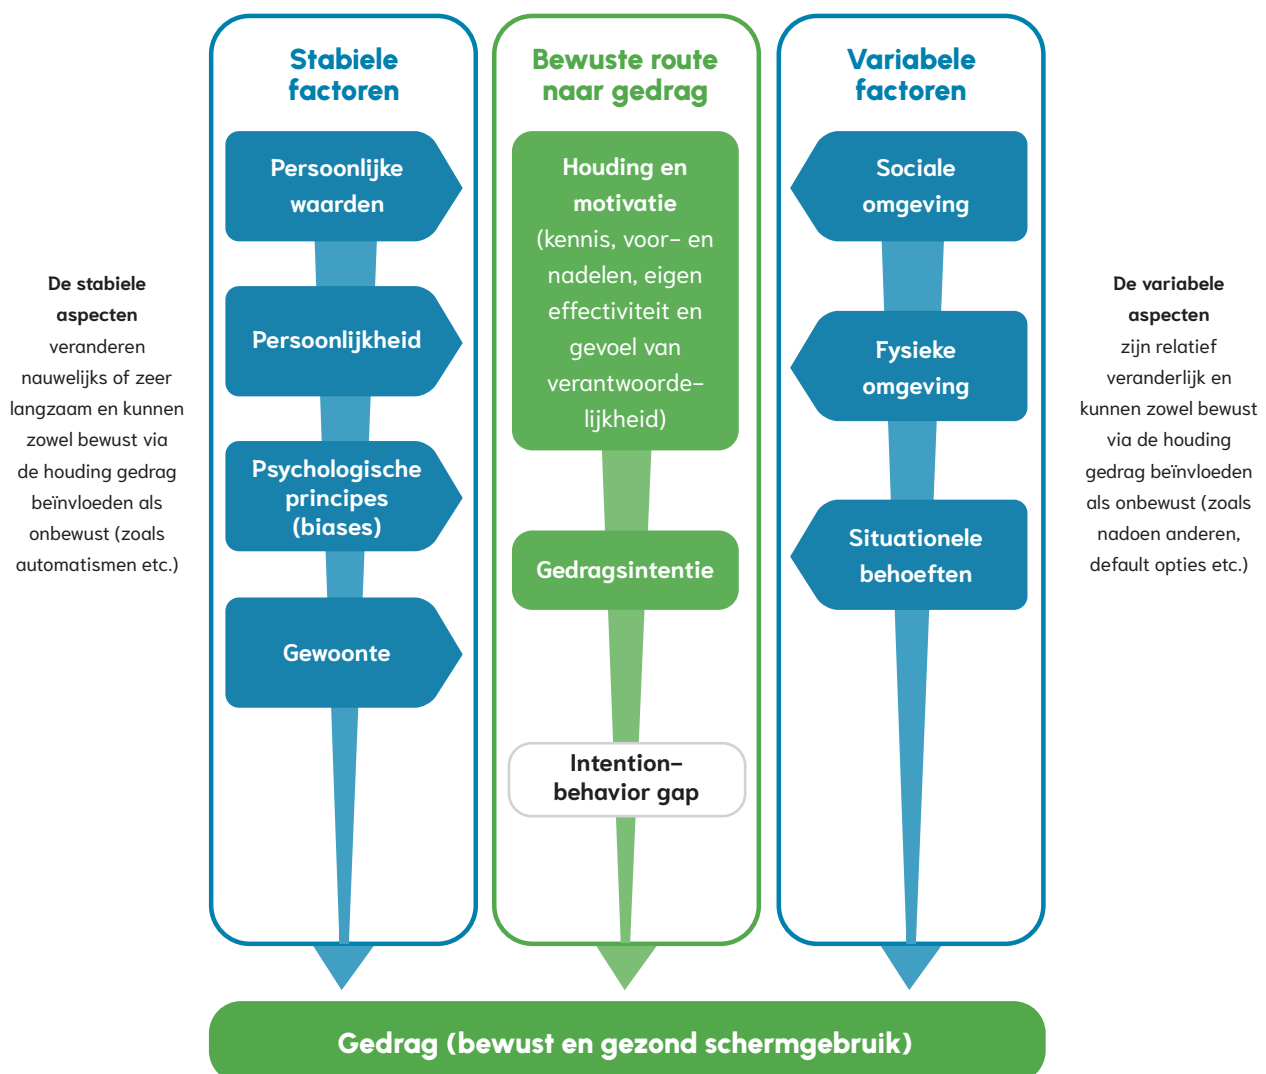 De stabiele
aspecten
veranderen
nauwelijks of zeer
langzaam en kunnen
zowel bewust via
de houding gedrag
beïnvloeden als
onbewust (zoals
automatismen etc.)
Stabiele
factoren
Persoonlijke
waarden
Persoonlijkheid
Psychologische
principes
(biases)
Gewoonte
Bewuste route
naar gedrag
Houding en
motivatie
(kennis, voor- en
nadelen, eigen
effectiviteit en
gevoel van
verantwoorde-
lijkheid)
Gedragsintentie
Intention-
behavior gap
Variabele
factoren
Sociale
omgeving
Fysieke
omgeving
Situationele
behoeften
De variabele
aspecten
zijn relatief
veranderlijk en
kunnen zowel bewust
via de houding
gedrag beïnvloeden
als onbewust (zoals
nadoen anderen,
default opties etc.)
Gedrag (bewust en gezond schermgebruik)